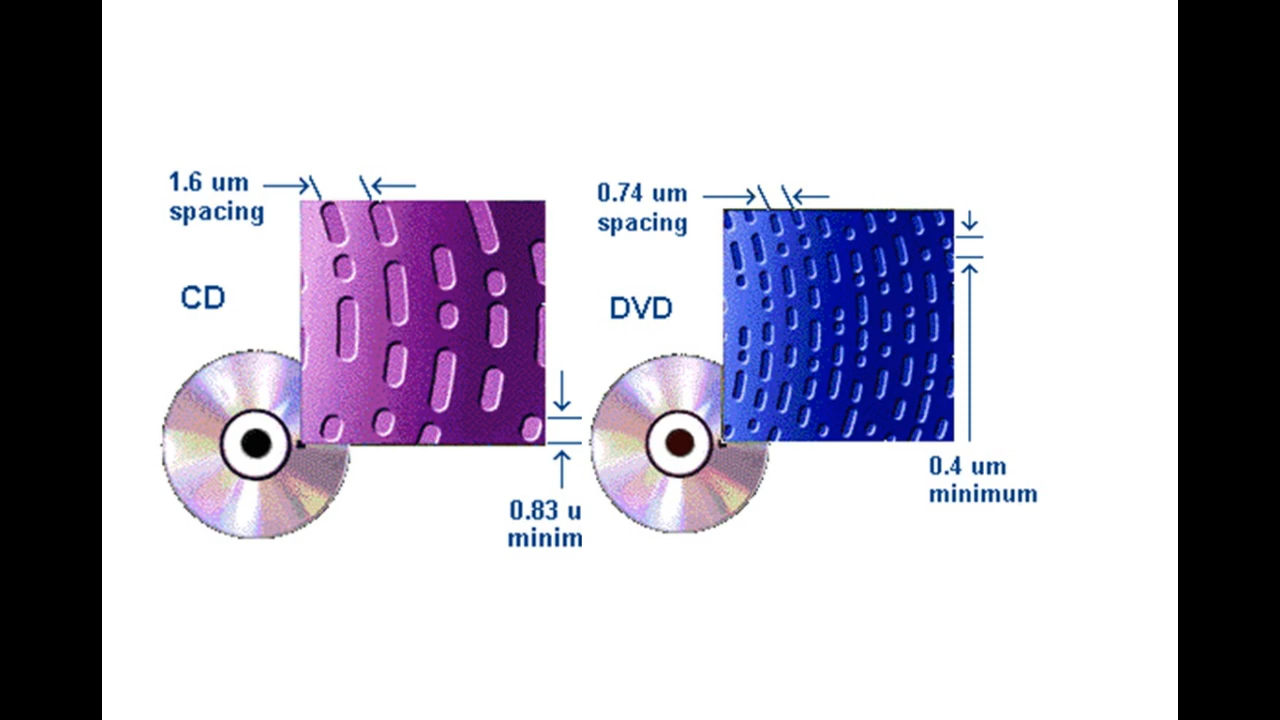 1.6 um
spacing
CD
0.83 u
minim
0.74 um
spacing
DVD
0.4 um
minimum